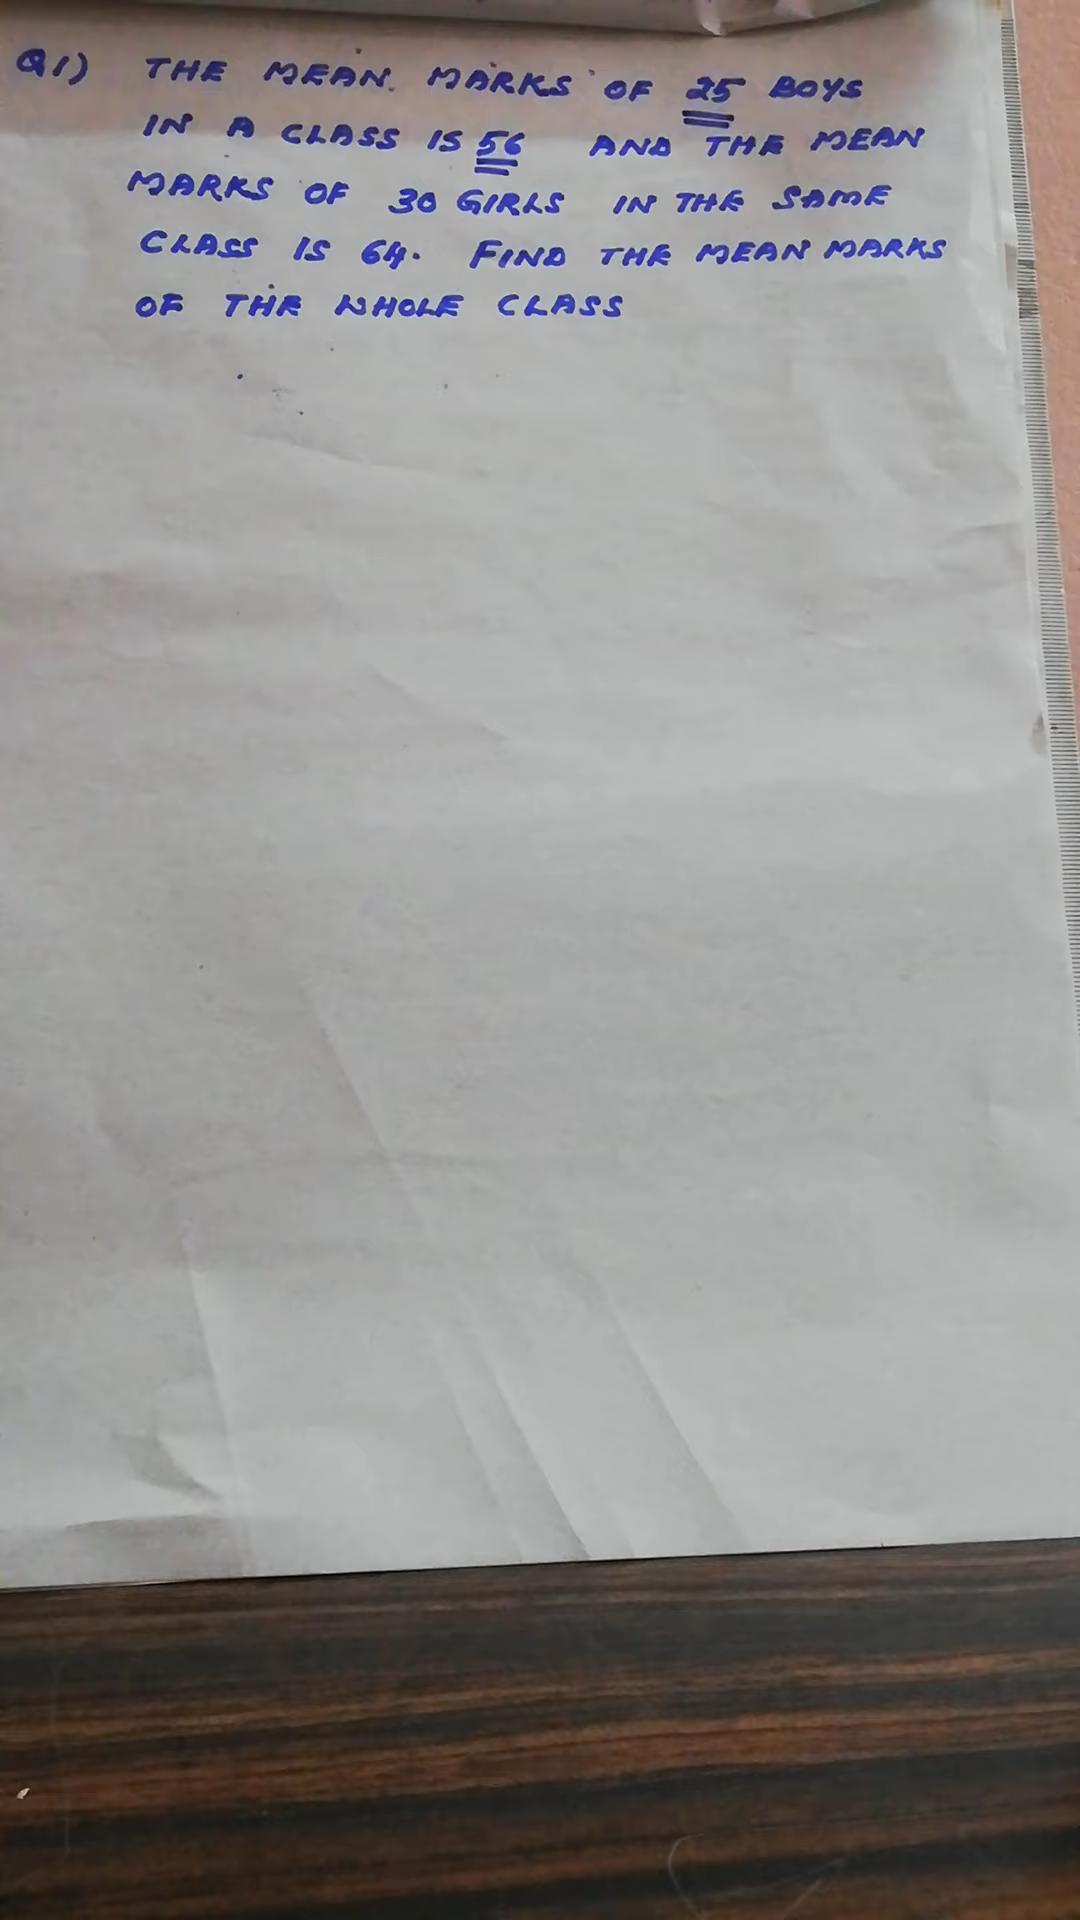 Q1) THE MEAN MARKS OF 25 BOYS
IN A CLASS IS 56 AND THE MEAN
MARKS OF 30 GIRLS IN THE SAME
CLASS IS 64. FIND THE MEAN MARKS
OF THE WHOLE CLASS